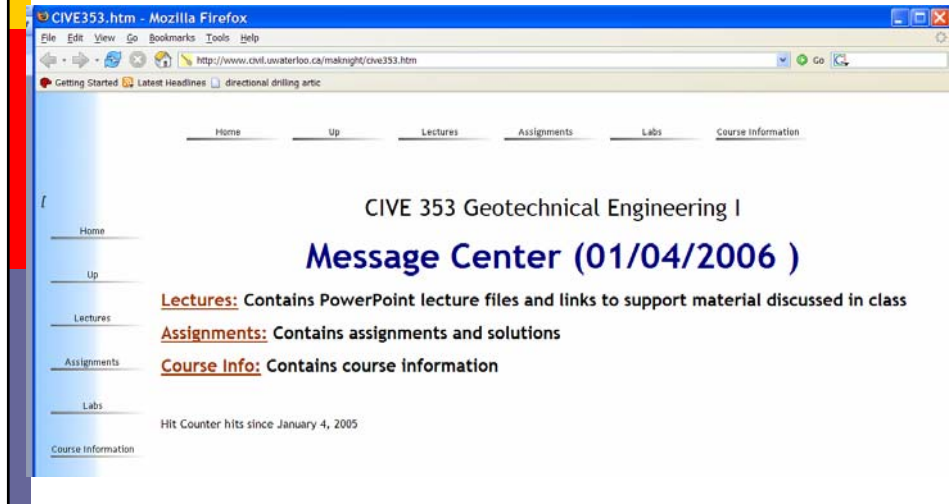 CIVE353.htm - Mozilla Firefox
File Edit View Go Bookmarks Tools Help
http://www.civil.uwaterloo.ca/maknight/cive353.htm Go
Getting Started Latest Headlines directional drilling artic
Home Up Lectures Assignments Labs Course Information
[
CIVE 353 Geotechnical Engineering I
Home
Message Center (01/04/2006 )
Up
Lectures: Contains PowerPoint lecture files and links to support material discussed in class
Lectures
Assignments: Contains assignments and solutions
Assignments
Course Info: Contains course information
Labs
Hit Counter hits since January 4, 2005
Course Information